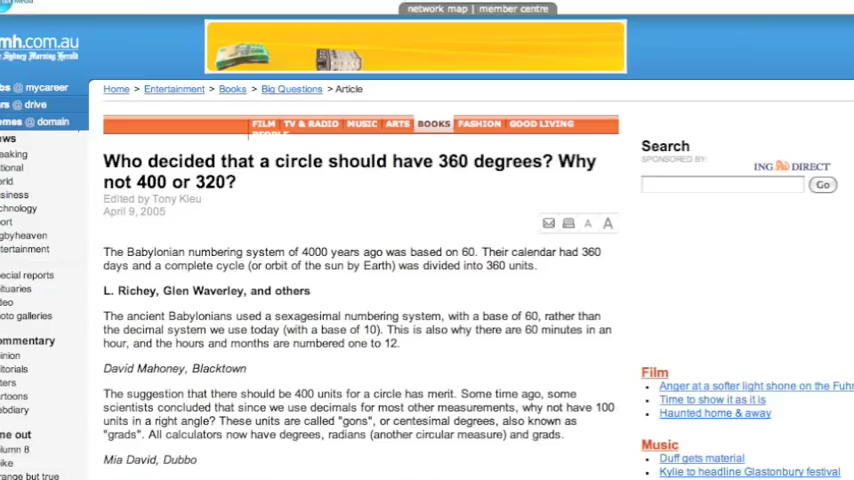 network map | member centre
mh.com.au
The Sydney Morning Herald
bs @ mycareer
rs @ drive
mes @ domain
Home > Entertainment > Books > Big Questions > Article
ews
eaking
tional
orld
siness
chnology
ort
gbyheaven
tertainment
ecial reports
ituaries
deo
oto galleries
ommentary
inion
itorials
tters
rtoons
ebdiary
me out
olumn 8
ike
range but true
FILM TV & RADIO MUSIC ARTS BOOKS FASHION GOOD LIVING
PEOPLE
Who decided that a circle should have 360 degrees? Why
not 400 or 320?
Edited by Tony Kleu
April 9, 2005
A A
The Babylonian numbering system of 4000 years ago was based on 60. Their calendar had 360
days and a complete cycle (or orbit of the sun by Earth) was divided into 360 units.
L. Richey, Glen Waverley, and others
The ancient Babylonians used a sexagesimal numbering system, with a base of 60, rather than
the decimal system we use today (with a base of 10). This is also why there are 60 minutes in an
hour, and the hours and months are numbered one to 12.
David Mahoney, Blacktown
The suggestion that there should be 400 units for a circle has merit. Some time ago, some
scientists concluded that since we use decimals for most other measurements, why not have 100
units in a right angle? These units are called "gons", or centesimal degrees, also known as
"grads". All calculators now have degrees, radians (another circular measure) and grads.
Mia David, Dubbo
Search
SPONSORED BY:
ING DIRECT
Go
Film
Anger at a softer light shone on the Fuhr
Time to show it as it is
Haunted home & away
Music
Duff gets material
Kylie to headline Glastonbury festival